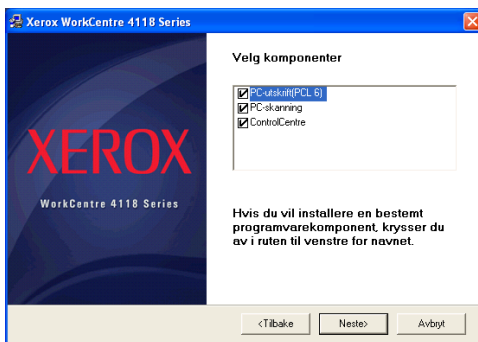 Xerox WorkCentre 4118 Series
Velg komponenter
PC-utskrift(PCL 6)
PC-skanning
ControlCentre
XEROX
WorkCentre 4118 Series
Hvis du vil installere en bestemt
programvarekomponent, krysser du
av i ruten til venstre for navnet.
<Tilbake
Neste>
Avbryt